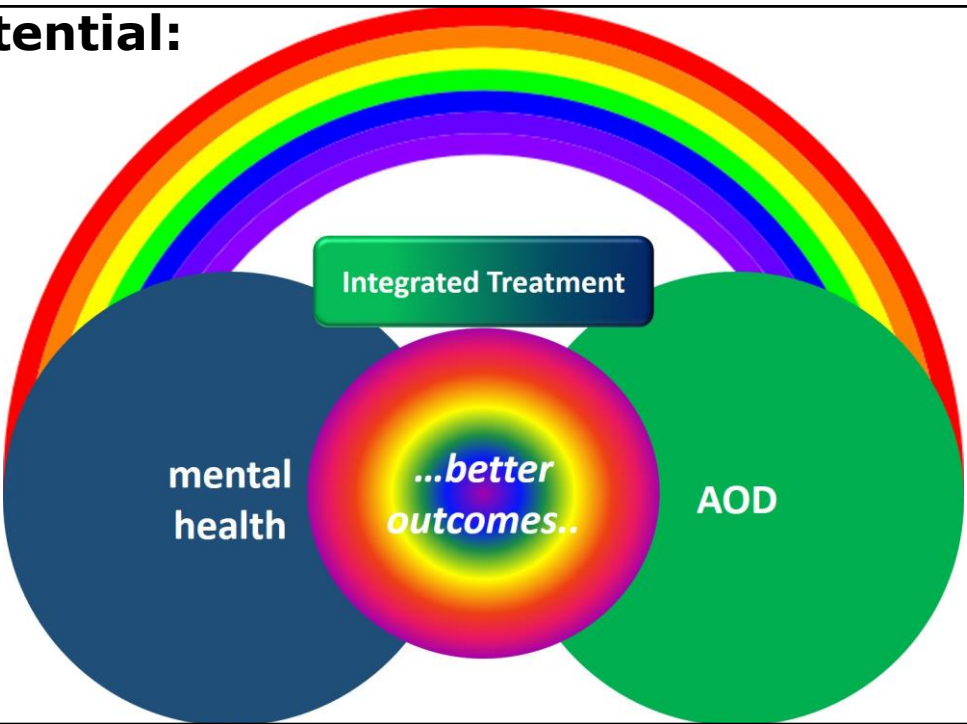 tential:
Integrated Treatment
mental
health
...better
outcomes..
AOD